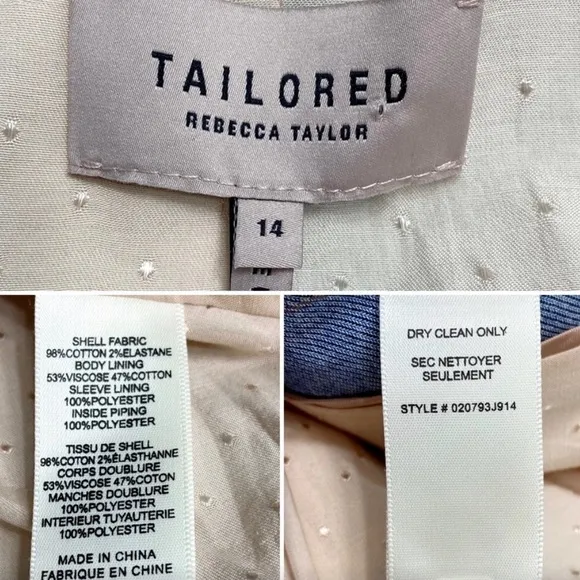 TAILORED
REBECCA TAYLOR
14
SHELL FABRIC
98%COTTON 2%ELASTANE
BODY LINING
53%VISCOSE 47%COTTON
SLEEVE LINING
100%POLYESTER
INSIDE PIPING
100%POLYESTER
TISSU DE SHELL
98%COTON 2%ÉLASTHANNE
CORPS DOUBLURE
53%VISCOSE 47%COTON
MANCHES DOUBLURE
100%POLYESTER
INTERIEUR TUYAUTERIE
100%POLYESTER
MADE IN CHINA
FABRIQUE EN CHINE
DRY CLEAN ONLY
SEC NETTOYER
SEULEMENT
STYLE # 020793J914